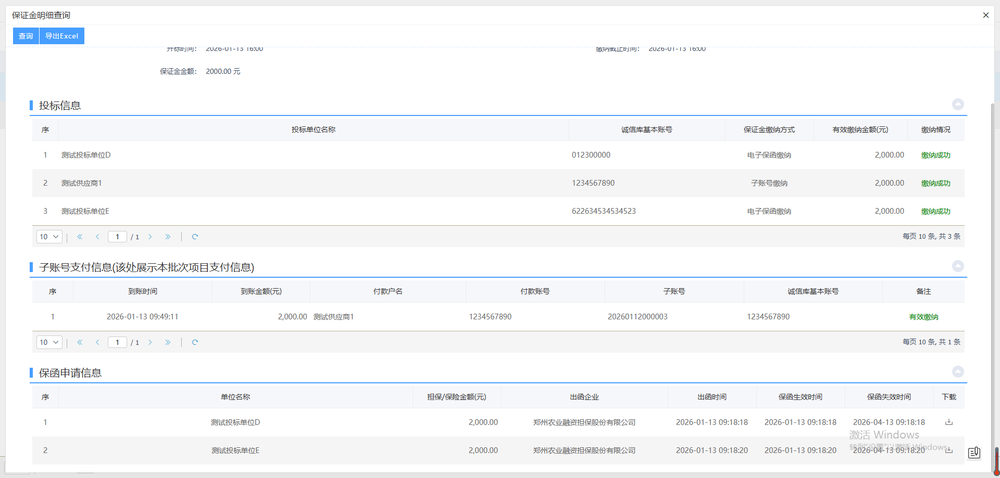 保证金明细查询
查询 导出Excel
开标时间： 2026-01-13 16:00 缴纳截止时间： 2026-01-13 16:00
保证金金额： 2000.00 元
投标信息
序 投标单位名称 诚信库基本账号 保证金缴纳方式 有效缴纳金额(元) 缴纳情况
1 测试投标单位D 012300000 电子保函缴纳 2,000.00 缴纳成功
2 测试供应商1 1234567890 子账号缴纳 2,000.00 缴纳成功
3 测试投标单位E 622634534534523 电子保函缴纳 2,000.00 缴纳成功
10 1 / 1 每页 10 条, 共 3 条
子账号支付信息(该处展示本批次项目支付信息)
序 到账时间 到账金额(元) 付款户名 付款账号 子账号 诚信库基本账号 备注
1 2026-01-13 09:49:11 2,000.00 测试供应商1 1234567890 20260112000003 1234567890 有效缴纳
10 1 / 1 每页 10 条, 共 1 条
保函申请信息
序 单位名称 担保/保险金额(元) 出函企业 出函时间 保函生效时间 保函失效时间 下载
1 测试投标单位D 2,000.00 郑州农业融资担保股份有限公司 2026-01-13 09:18:18 2026-01-13 09:18:18 2026-04-13 09:18:18
激活 Windows
转到"设置"以激活 Windows。
2 测试投标单位E 2,000.00 郑州农业融资担保股份有限公司 2026-01-13 09:18:20 2026-01-13 09:18:20 2026-04-13 09:18:20